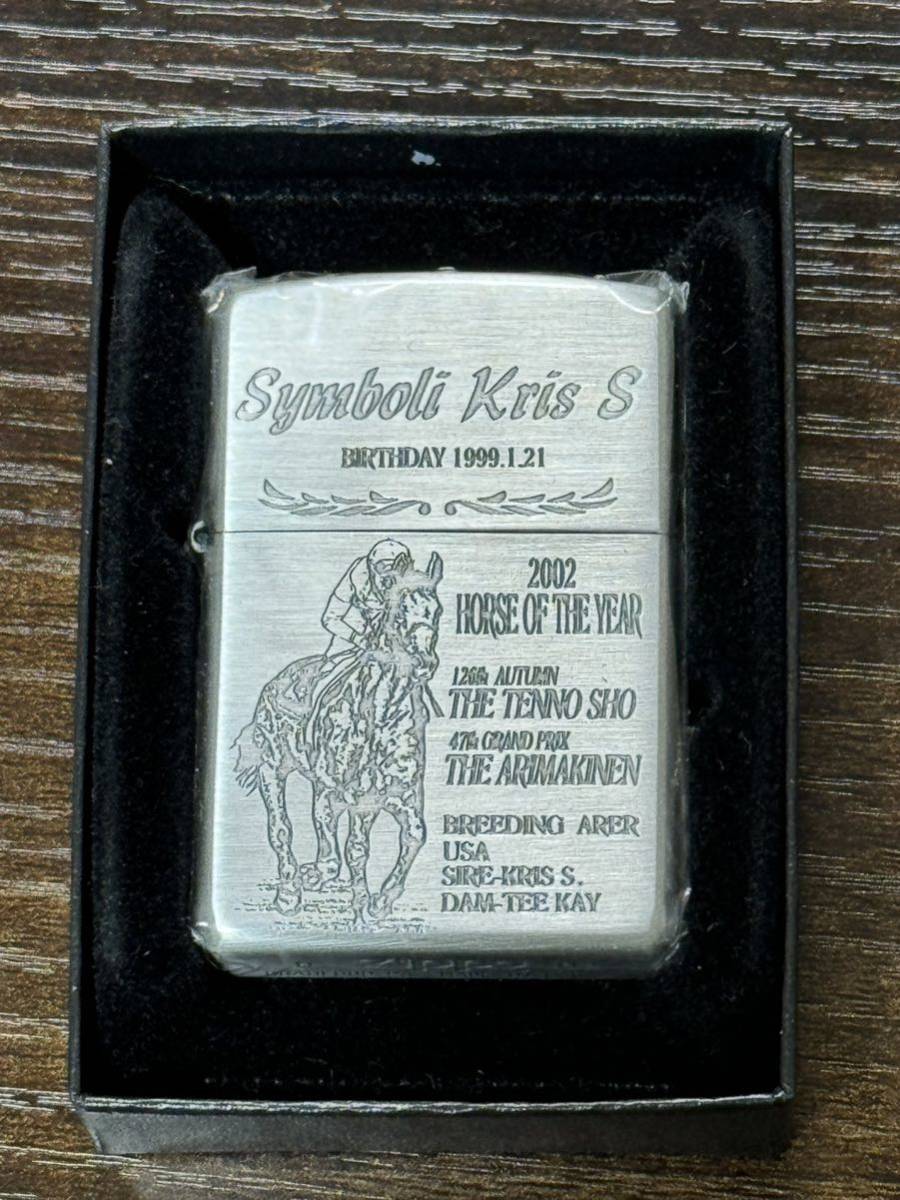 Symboli Kris S
BIRTHDAY 1999.1.21
2002
HORSE OF THE YEAR
126th AUTUMN
THE TENNO SHO
47th GRAND PRIX
THE ARIMAKINEN
BREEDING ARER
USA
SIRE-KRIS S.
DAM-TEE KAY